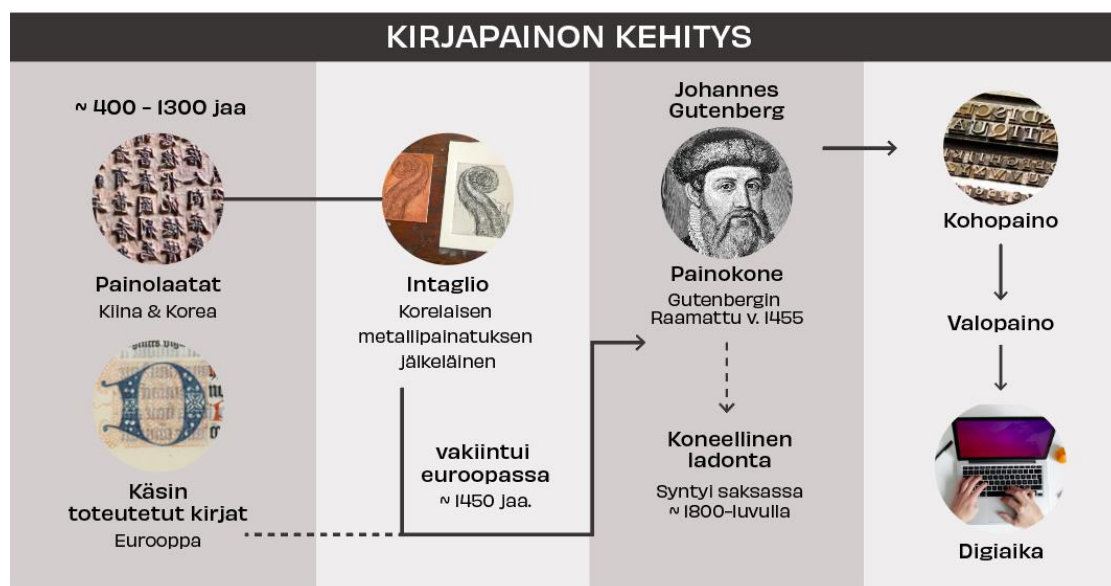 KIRJAPAINON KEHITYS
~ 400 - 1300 jaa
Painolaatat
Kiina & Korea
Käsin
toteutetut kirjat
Eurooppa
Intaglio
Korelaisen
metallipainatuksen
jälkeläinen
vakiintui
euroopassa
~ 1450 jaa.
Johannes
Gutenberg
Painokone
Gutenbergin
Raamattu v. 1455
Koneellinen
ladonta
Syntyi saksassa
~ 1800-luvulla
Kohopaino
Valopaino
Digiaika